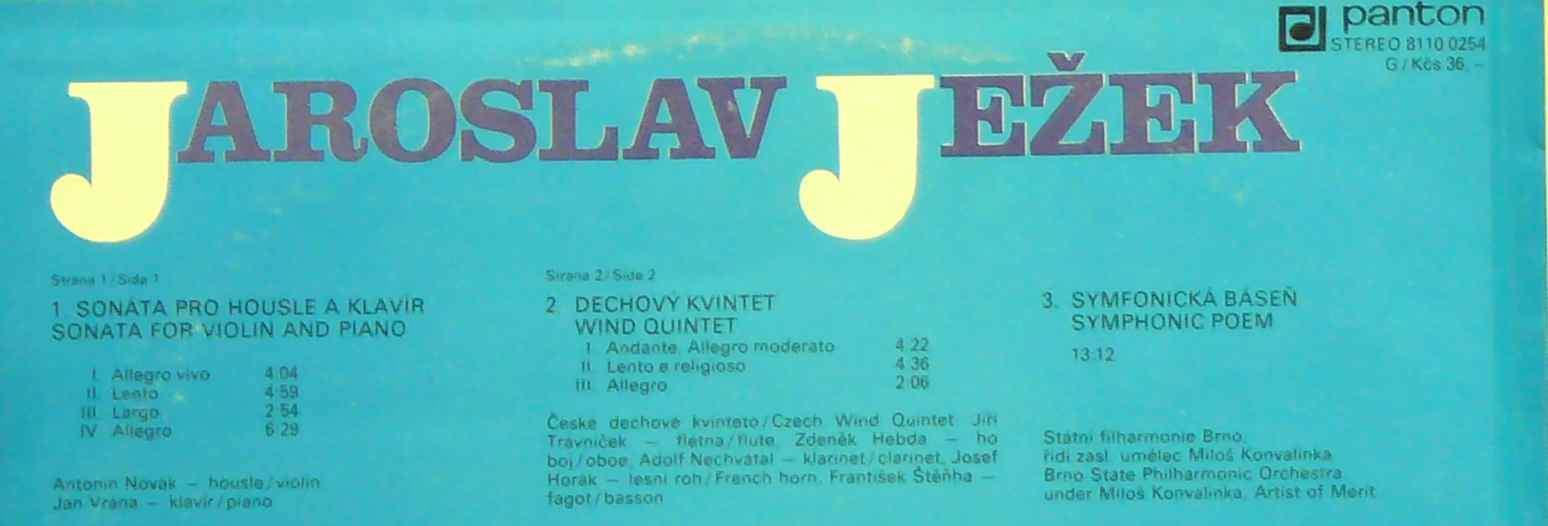 panton
STEREO 8110 0254
G / Kčs 36,–
JAROSLAV JEŽEK
Strana 1/Side 1
1 SONÁTA PRO HOUSLE A KLAVÍR
SONATA FOR VIOLIN AND PIANO
I. Allegro vivo 4 04
II. Lento 4 59
III. Largo 2 54
IV. Allegro 6 29
Antonín Novák – housle/violin
Jan Vrána – klavír/piano
Strana 2/Side 2
2. DECHOVÝ KVINTET
WIND QUINTET
I. Andante, Allegro moderato 4 22
II. Lento e religioso 4 36
III. Allegro 2 06
České dechové kvinteto/Czech Wind Quintet Jiří
Trávníček – flétna/flute, Zdeněk Hebda – ho
boj/oboe, Adolf Nechvátal – klarinet/clarinet, Josef
Horák – lesní roh/French horn, František Štěňha –
fagot/basson
3. SYMFONICKÁ BÁSEŇ
SYMPHONIC POEM
13:12
Státní filharmonie Brno,
řídí zasl. umělec Miloš Konvalinka
Brno State Philharmonic Orchestra
under Miloš Konvalinka, Artist of Merit